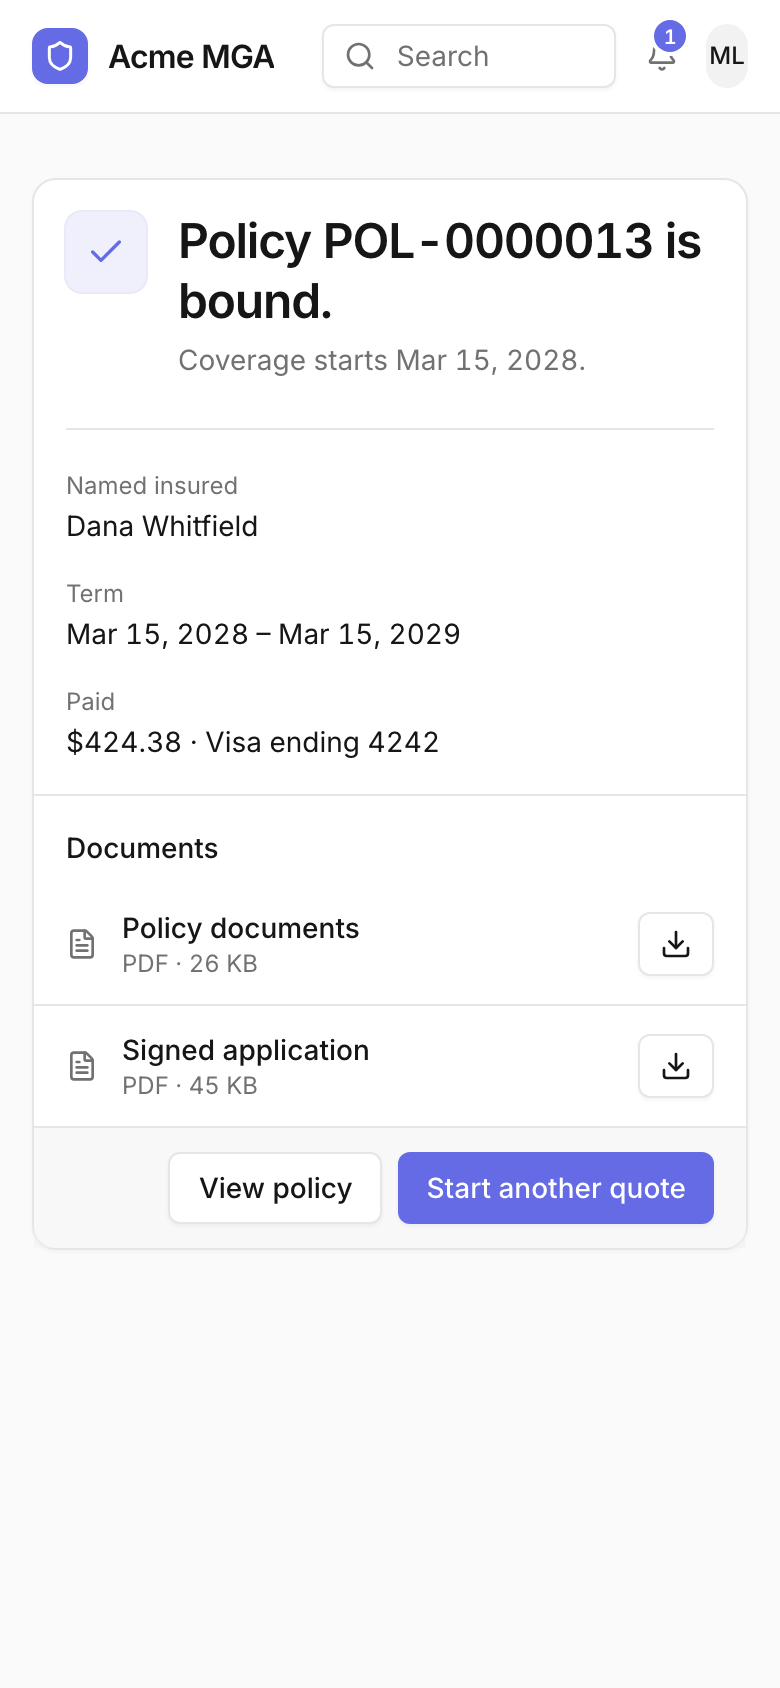 Acme MGA
Search
1
ML
Policy POL-0000013 is
bound.
Coverage starts Mar 15, 2028.
Named insured
Dana Whitfield
Term
Mar 15, 2028 – Mar 15, 2029
Paid
$424.38 · Visa ending 4242
Documents
Policy documents
PDF · 26 KB
Signed application
PDF · 45 KB
View policy
Start another quote